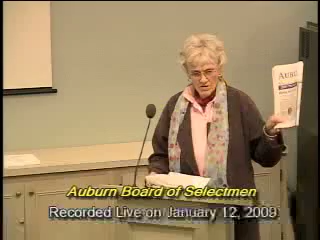 Auburn Board of Selectmen
Recorded Live on January 12, 2009